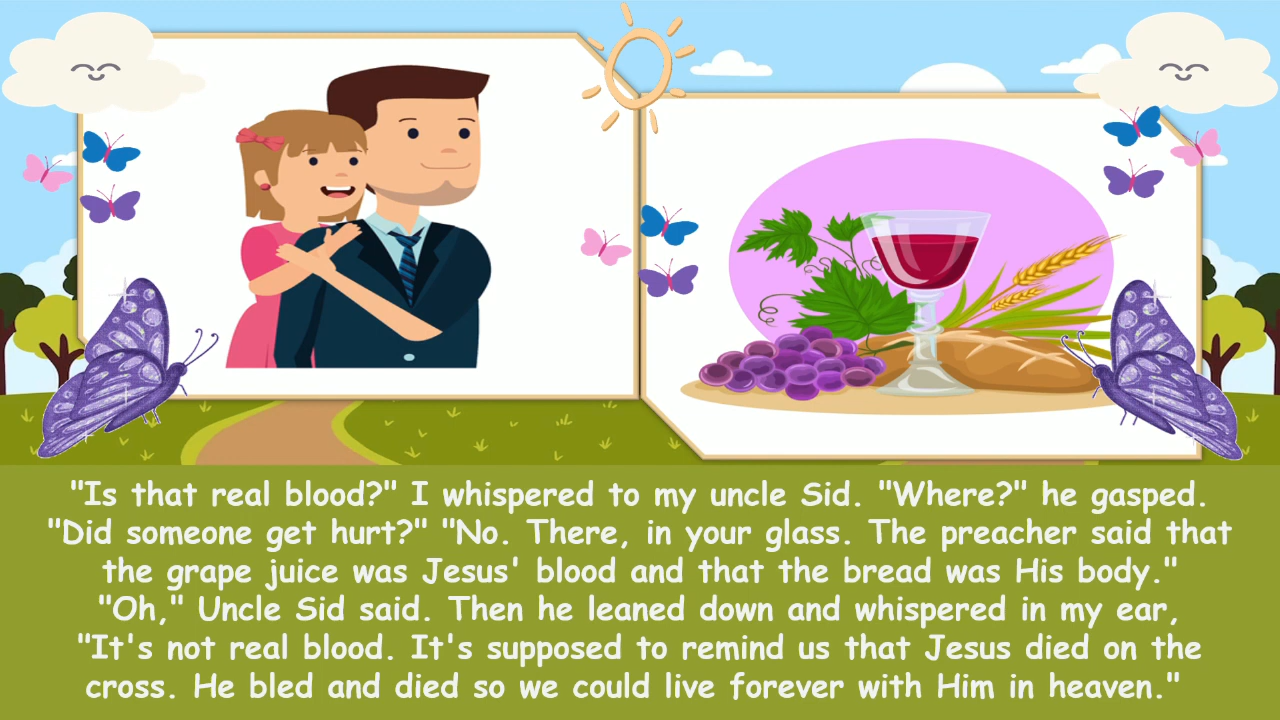 "Is that real blood?" I whispered to my uncle Sid. "Where?" he gasped.
"Did someone get hurt?" "No. There, in your glass. The preacher said that
the grape juice was Jesus' blood and that the bread was His body."
"Oh," Uncle Sid said. Then he leaned down and whispered in my ear,
"It's not real blood. It's supposed to remind us that Jesus died on the
cross. He bled and died so we could live forever with Him in heaven."